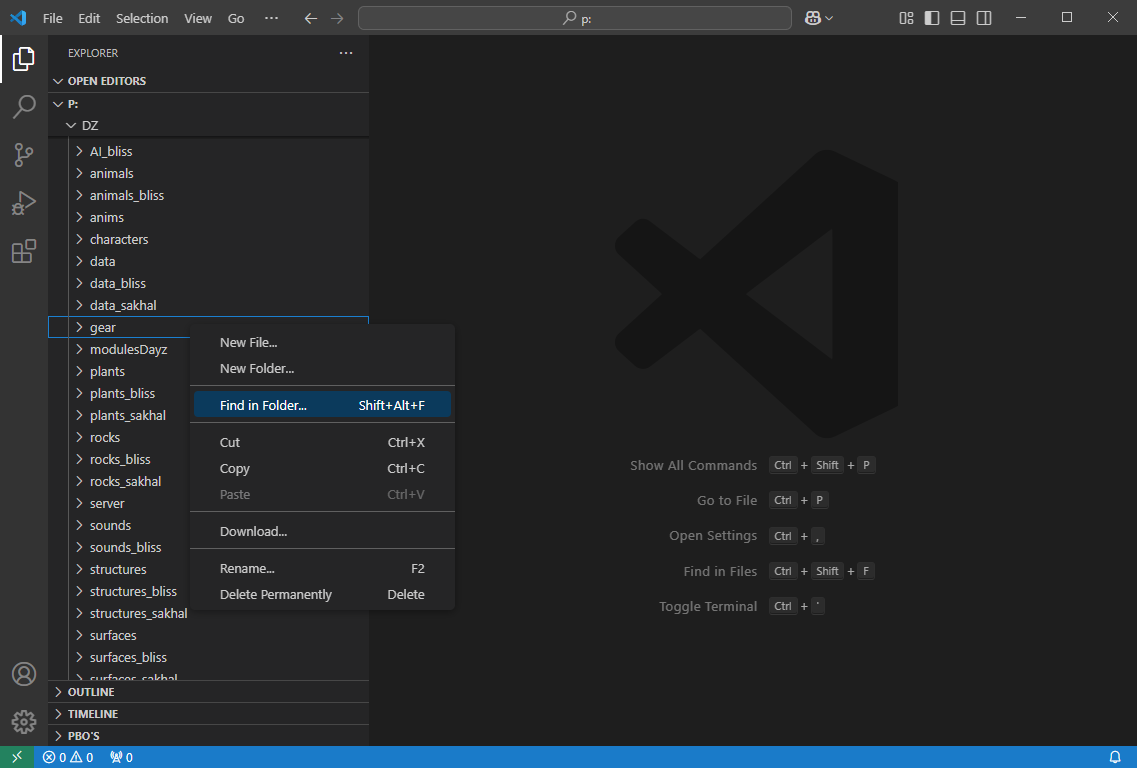 File Edit Selection View Go ··· p:
EXPLORER ···
OPEN EDITORS
P:
DZ
AI_bliss
animals
animals_bliss
anims
characters
data
data_bliss
data_sakhal
gear
modulesDayz
plants
plants_bliss
plants_sakhal
rocks
rocks_bliss
rocks_sakhal
server
sounds
sounds_bliss
structures
structures_bliss
structures_sakhal
surfaces
surfaces_bliss
surfaces_sakhal
OUTLINE
TIMELINE
PBO'S
New File...
New Folder...
Find in Folder... Shift+Alt+F
Cut Ctrl+X
Copy Ctrl+C
Paste Ctrl+V
Download...
Rename... F2
Delete Permanently Delete
Show All Commands Ctrl + Shift + P
Go to File Ctrl + P
Open Settings Ctrl + ,
Find in Files Ctrl + Shift + F
Toggle Terminal Ctrl + `
0 0 0